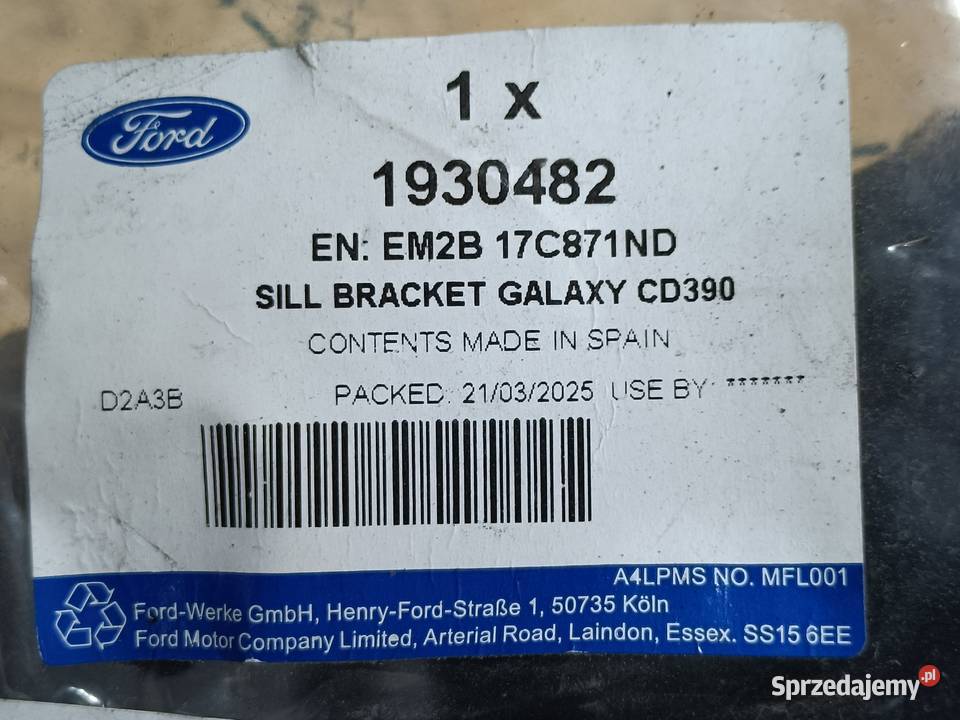 Ford
1 x
1930482
EN: EM2B 17C871ND
SILL BRACKET GALAXY CD390
CONTENTS MADE IN SPAIN
D2A3B PACKED: 21/03/2025 USE BY: *******
A4LPMS NO. MFL001
Ford-Werke GmbH, Henry-Ford-Straße 1, 50735 Köln
Ford Motor Company Limited, Arterial Road, Laindon, Essex. SS15 6EE
Sprzedajemy.pl